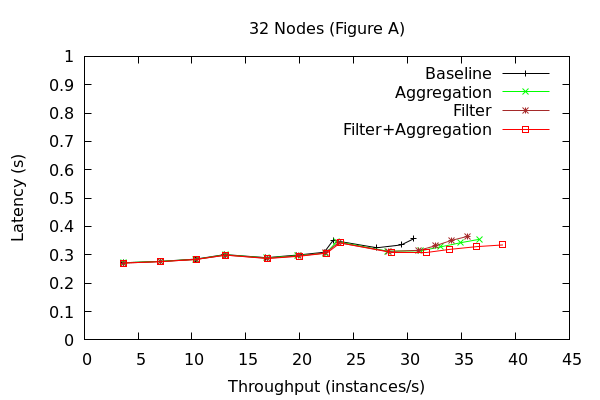 32 Nodes (Figure A)
Baseline
Aggregation
Filter
Filter+Aggregation
1
0.9
0.8
0.7
0.6
0.5
0.4
0.3
0.2
0.1
0
Latency (s)
0 5 10 15 20 25 30 35 40 45
Throughput (instances/s)